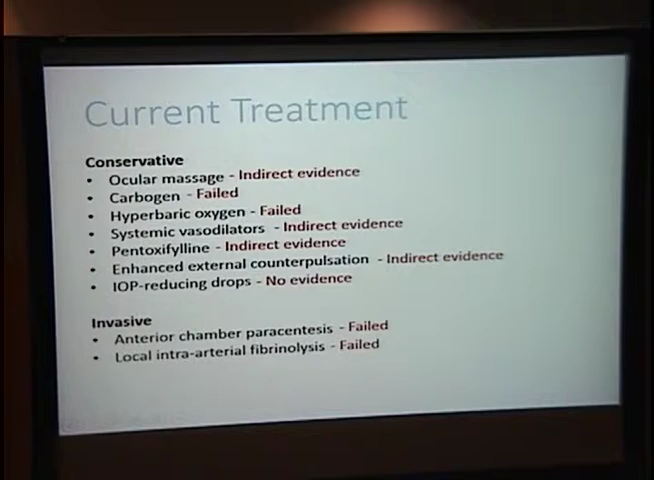 Current Treatment
Conservative
• Ocular massage - Indirect evidence
• Carbogen - Failed
• Hyperbaric oxygen - Failed
• Systemic vasodilators - Indirect evidence
• Pentoxifylline - Indirect evidence
• Enhanced external counterpulsation - Indirect evidence
• IOP-reducing drops - No evidence
Invasive
• Anterior chamber paracentesis - Failed
• Local intra-arterial fibrinolysis - Failed